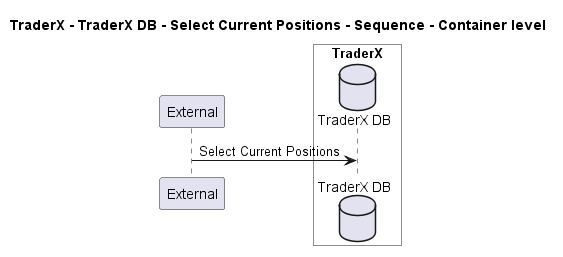 TraderX - TraderX DB - Select Current Positions - Sequence - Container level
TraderX
External
TraderX DB
Select Current Positions
TraderX DB
External